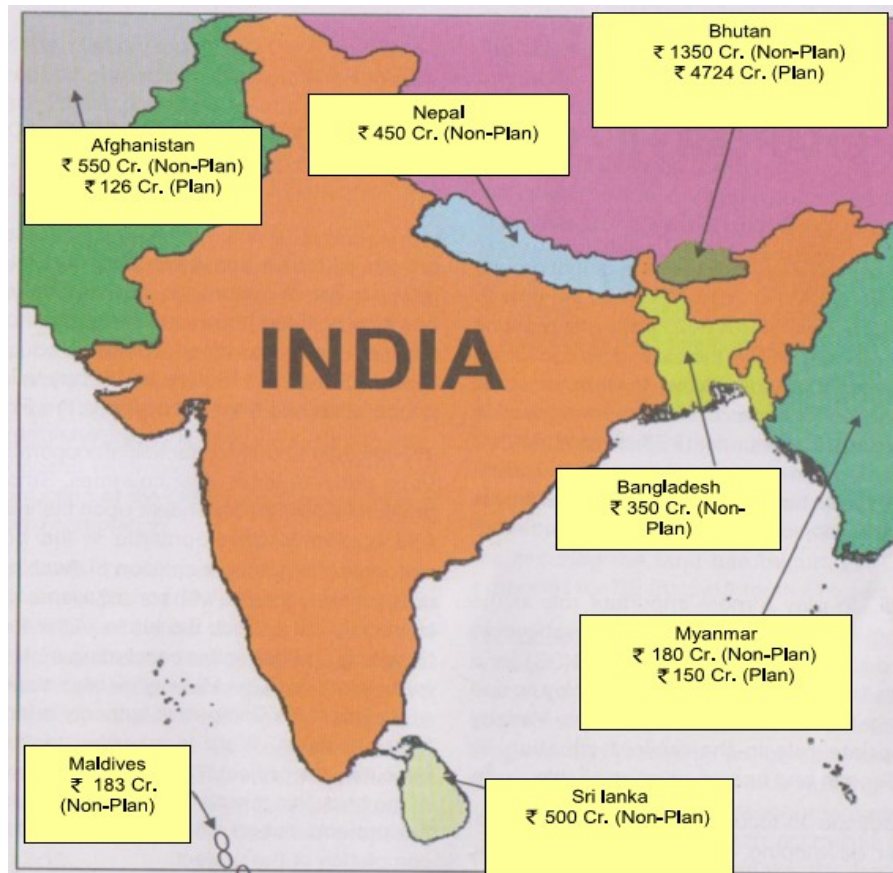 Bhutan
₹ 1350 Cr. (Non-Plan)
₹ 4724 Cr. (Plan)
Nepal
₹ 450 Cr. (Non-Plan)
Afghanistan
₹ 550 Cr. (Non-Plan)
₹ 126 Cr. (Plan)
INDIA
Bangladesh
₹ 350 Cr. (Non-
Plan)
Myanmar
₹ 180 Cr. (Non-Plan)
₹ 150 Cr. (Plan)
Maldives
₹ 183 Cr.
(Non-Plan)
Sri lanka
₹ 500 Cr. (Non-Plan)